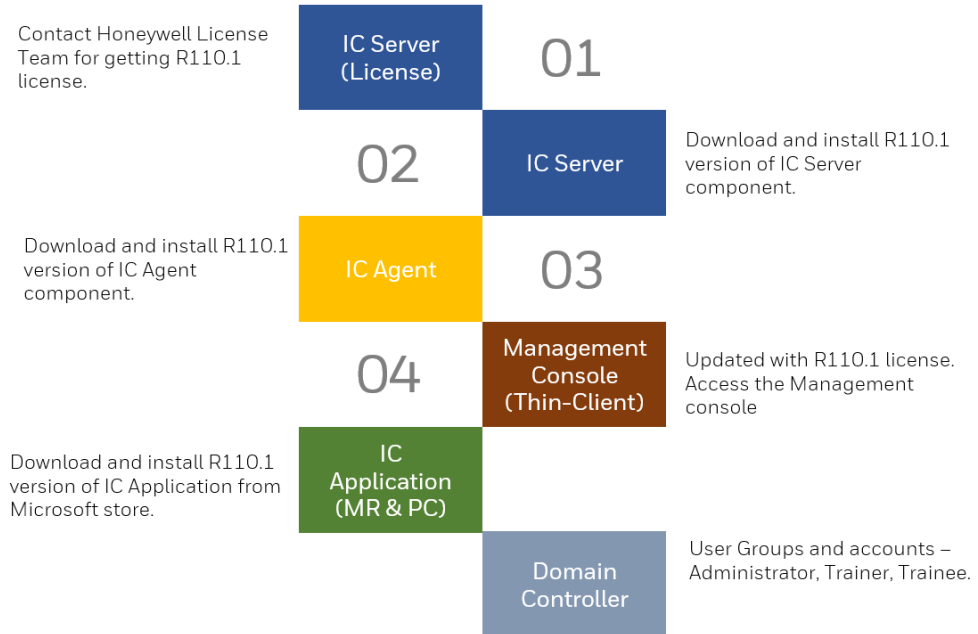 Contact Honeywell License
Team for getting R110.1
license.
IC Server
(License)
01
02
IC Server
Download and install R110.1
version of IC Server
component.
Download and install R110.1
version of IC Agent
component.
IC Agent
03
04
Management
Console
(Thin-Client)
Updated with R110.1 license.
Access the Management
console
Download and install R110.1
version of IC Application from
Microsoft store.
IC
Application
(MR & PC)
Domain
Controller
User Groups and accounts –
Administrator, Trainer, Trainee.